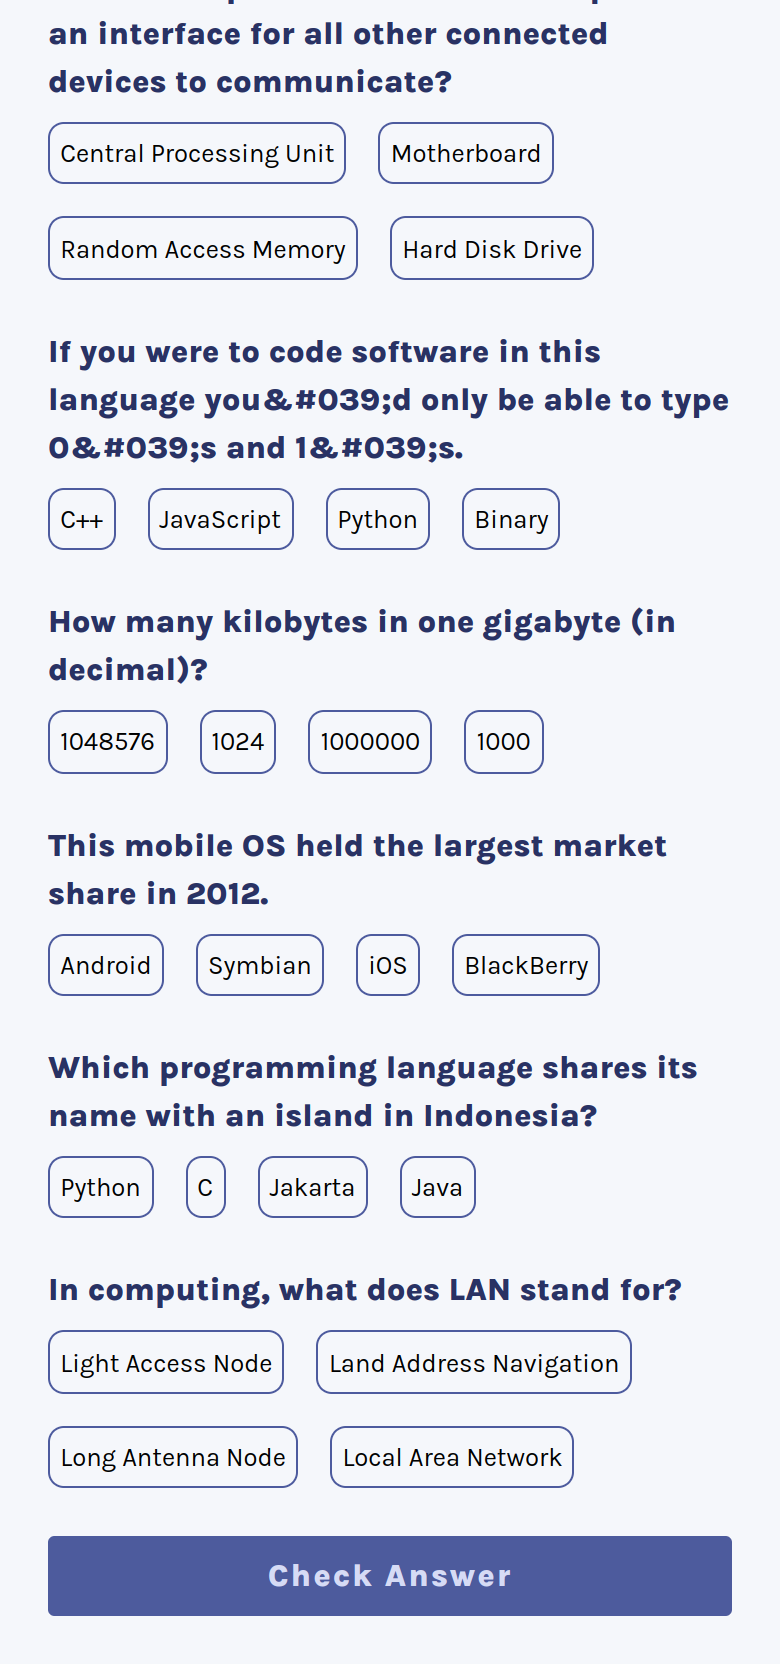 an interface for all other connected
devices to communicate?
Central Processing Unit Motherboard
Random Access Memory Hard Disk Drive
If you were to code software in this
language you&#039;d only be able to type
0&#039;s and 1&#039;s.
C++ JavaScript Python Binary
How many kilobytes in one gigabyte (in
decimal)?
1048576 1024 1000000 1000
This mobile OS held the largest market
share in 2012.
Android Symbian iOS BlackBerry
Which programming language shares its
name with an island in Indonesia?
Python C Jakarta Java
In computing, what does LAN stand for?
Light Access Node Land Address Navigation
Long Antenna Node Local Area Network
Check Answer